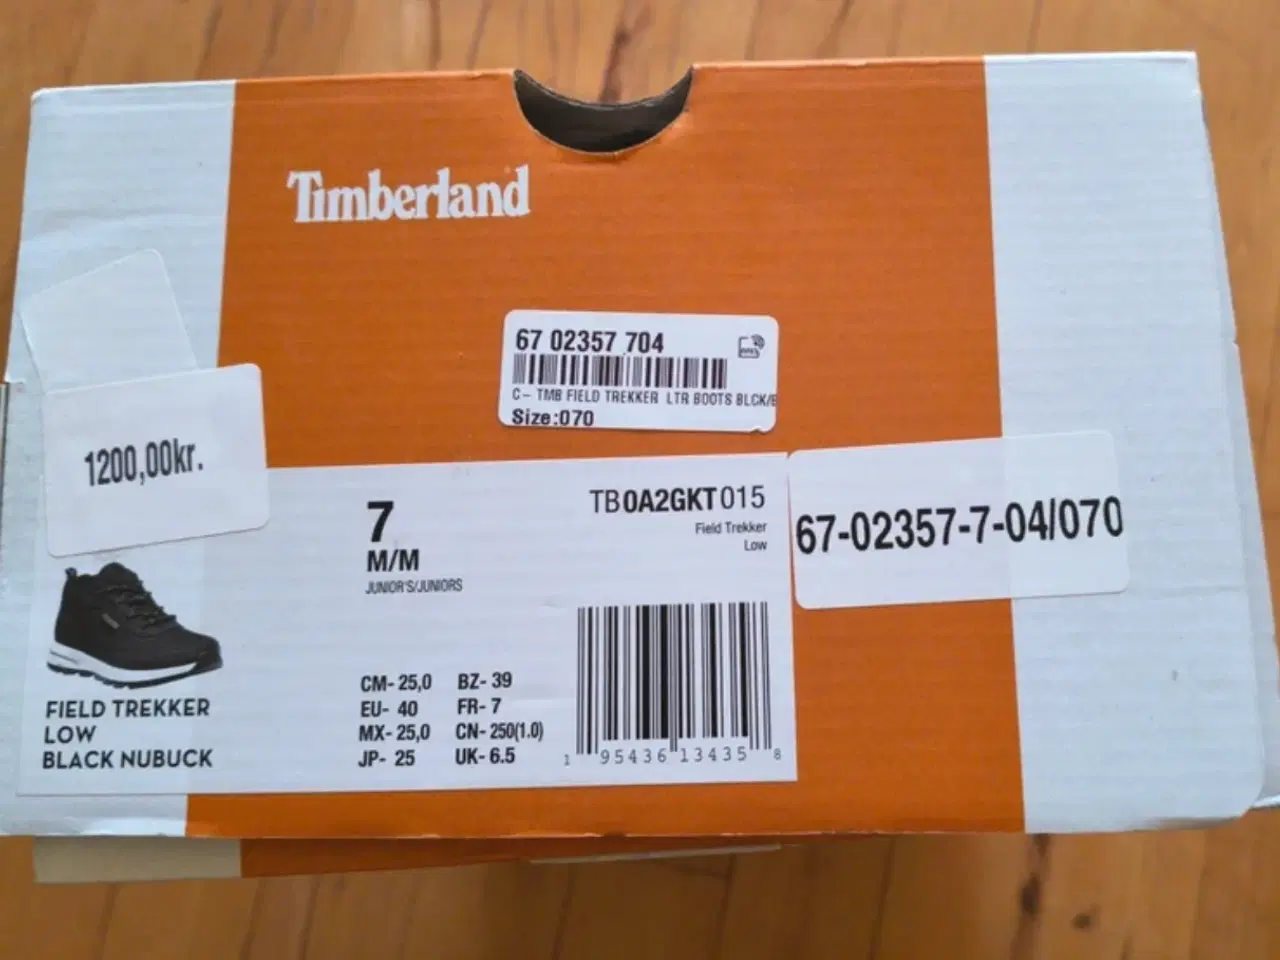 Timberland
67 02357 704
C- TMB FIELD TREKKER LTR BOOTS BLCK/B
Size:070
1200,00kr.
7
M/M
JUNIOR'S/JUNIORS
TB0A2GKT015
Field Trekker
Low
67-02357-7-04/070
FIELD TREKKER
LOW
BLACK NUBUCK
CM- 25,0 BZ- 39
EU- 40 FR- 7
MX- 25,0 CN- 250(1.0)
JP- 25 UK- 6.5
1 95436 13435 8